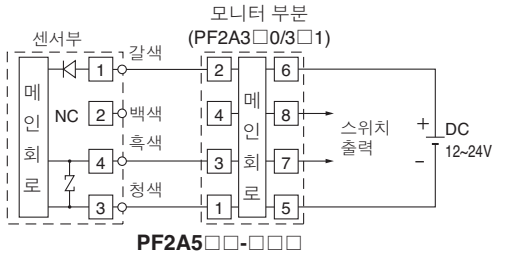 모니터 부분
센서부
(PF2A3□0/3□1)
갈색
1
2
6
메인회로
NC
2
백색
4
메인회로
8
스위치
출력
+
DC
12~24V
−
흑색
4
3
7
청색
3
1
5
PF2A5□□-□□□